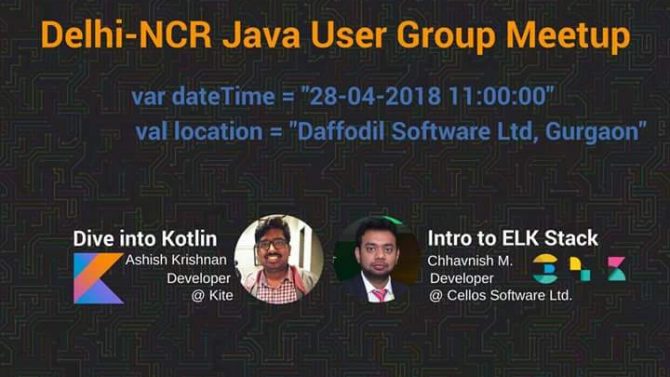 Delhi-NCR Java User Group Meetup
var dateTime = "28-04-2018 11:00:00"
val location = "Daffodil Software Ltd, Gurgaon"
Dive into Kotlin
Ashish Krishnan
Developer
@ Kite
Intro to ELK Stack
Chhavnish M.
Developer
@ Cellos Software Ltd.